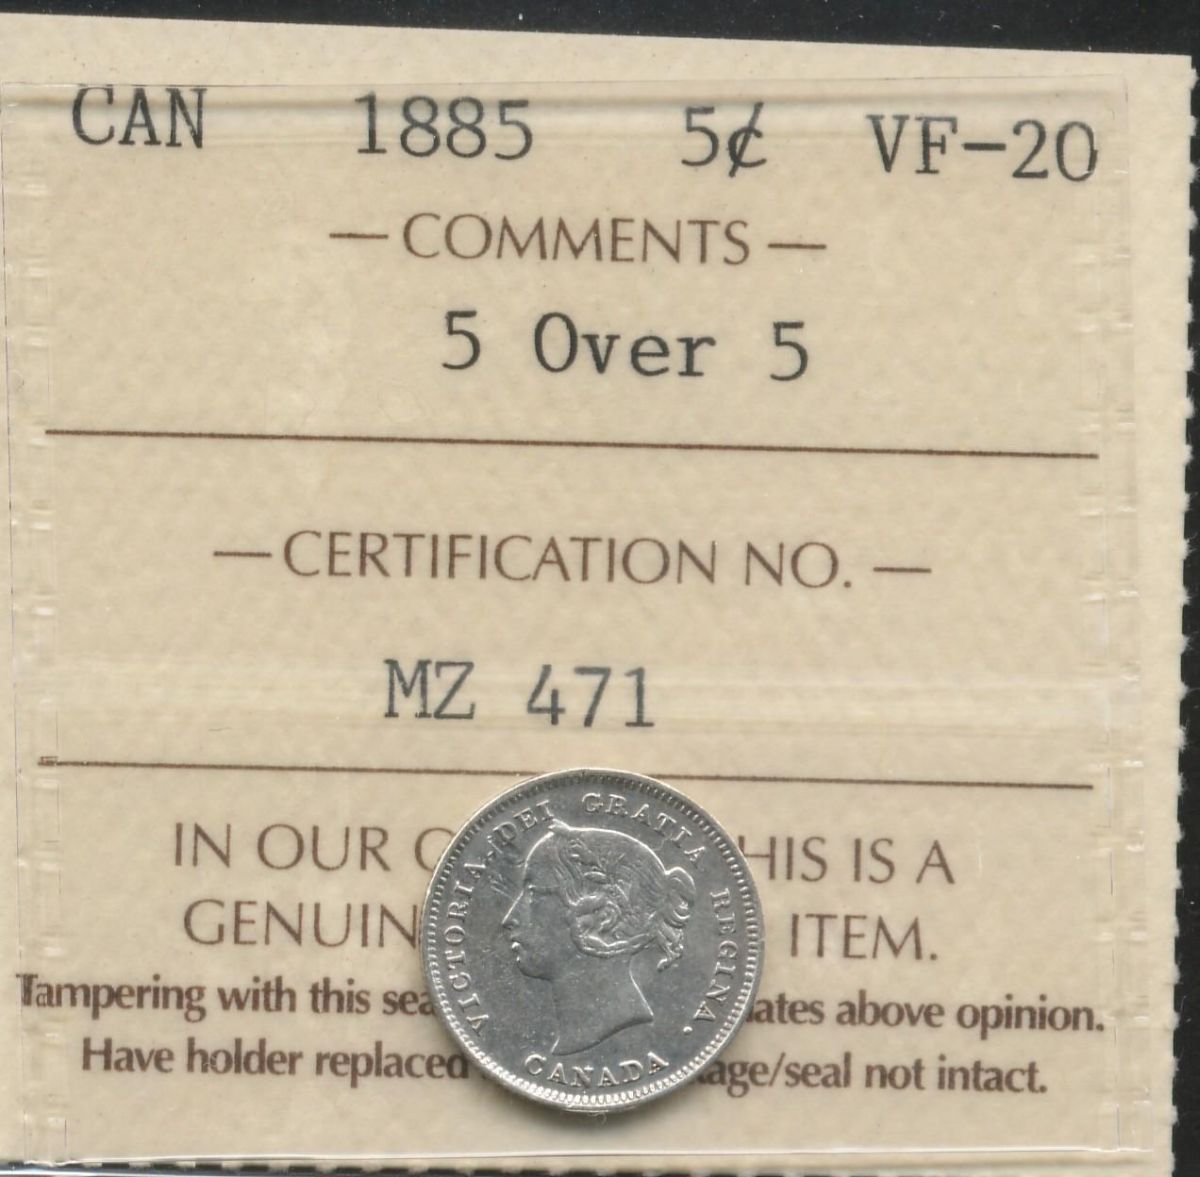 CAN 1885 5¢ VF-20
— COMMENTS —
5 Over 5
— CERTIFICATION NO. —
MZ 471
IN OUR THIS IS A
GENUIN ITEM.
Tampering with this sea ates above opinion.
Have holder replaced age/seal not intact.
VICTORIA DEI GRATIA REGINA.
CANADA